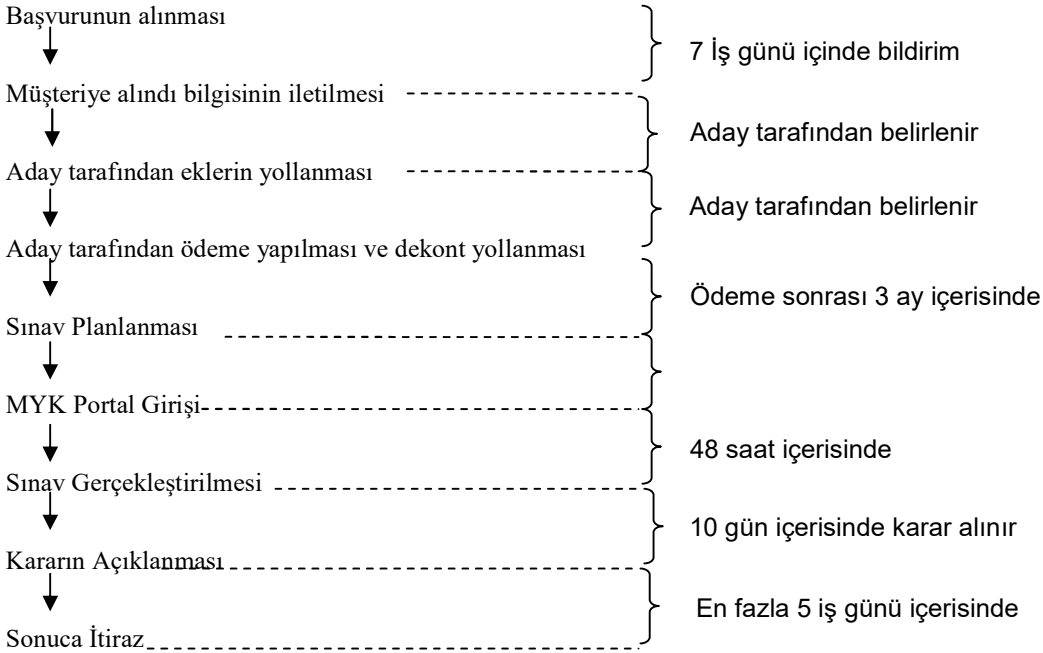 Başvurunun alınması
7 İş günü içinde bildirim
Müşteriye alındı bilgisinin iletilmesi
Aday tarafından belirlenir
Aday tarafından eklerin yollanması
Aday tarafından belirlenir
Aday tarafından ödeme yapılması ve dekont yollanması
Ödeme sonrası 3 ay içerisinde
Sınav Planlanması
MYK Portal Girişi
48 saat içerisinde
Sınav Gerçekleştirilmesi
10 gün içerisinde karar alınır
Kararın Açıklanması
En fazla 5 iş günü içerisinde
Sonuca İtiraz